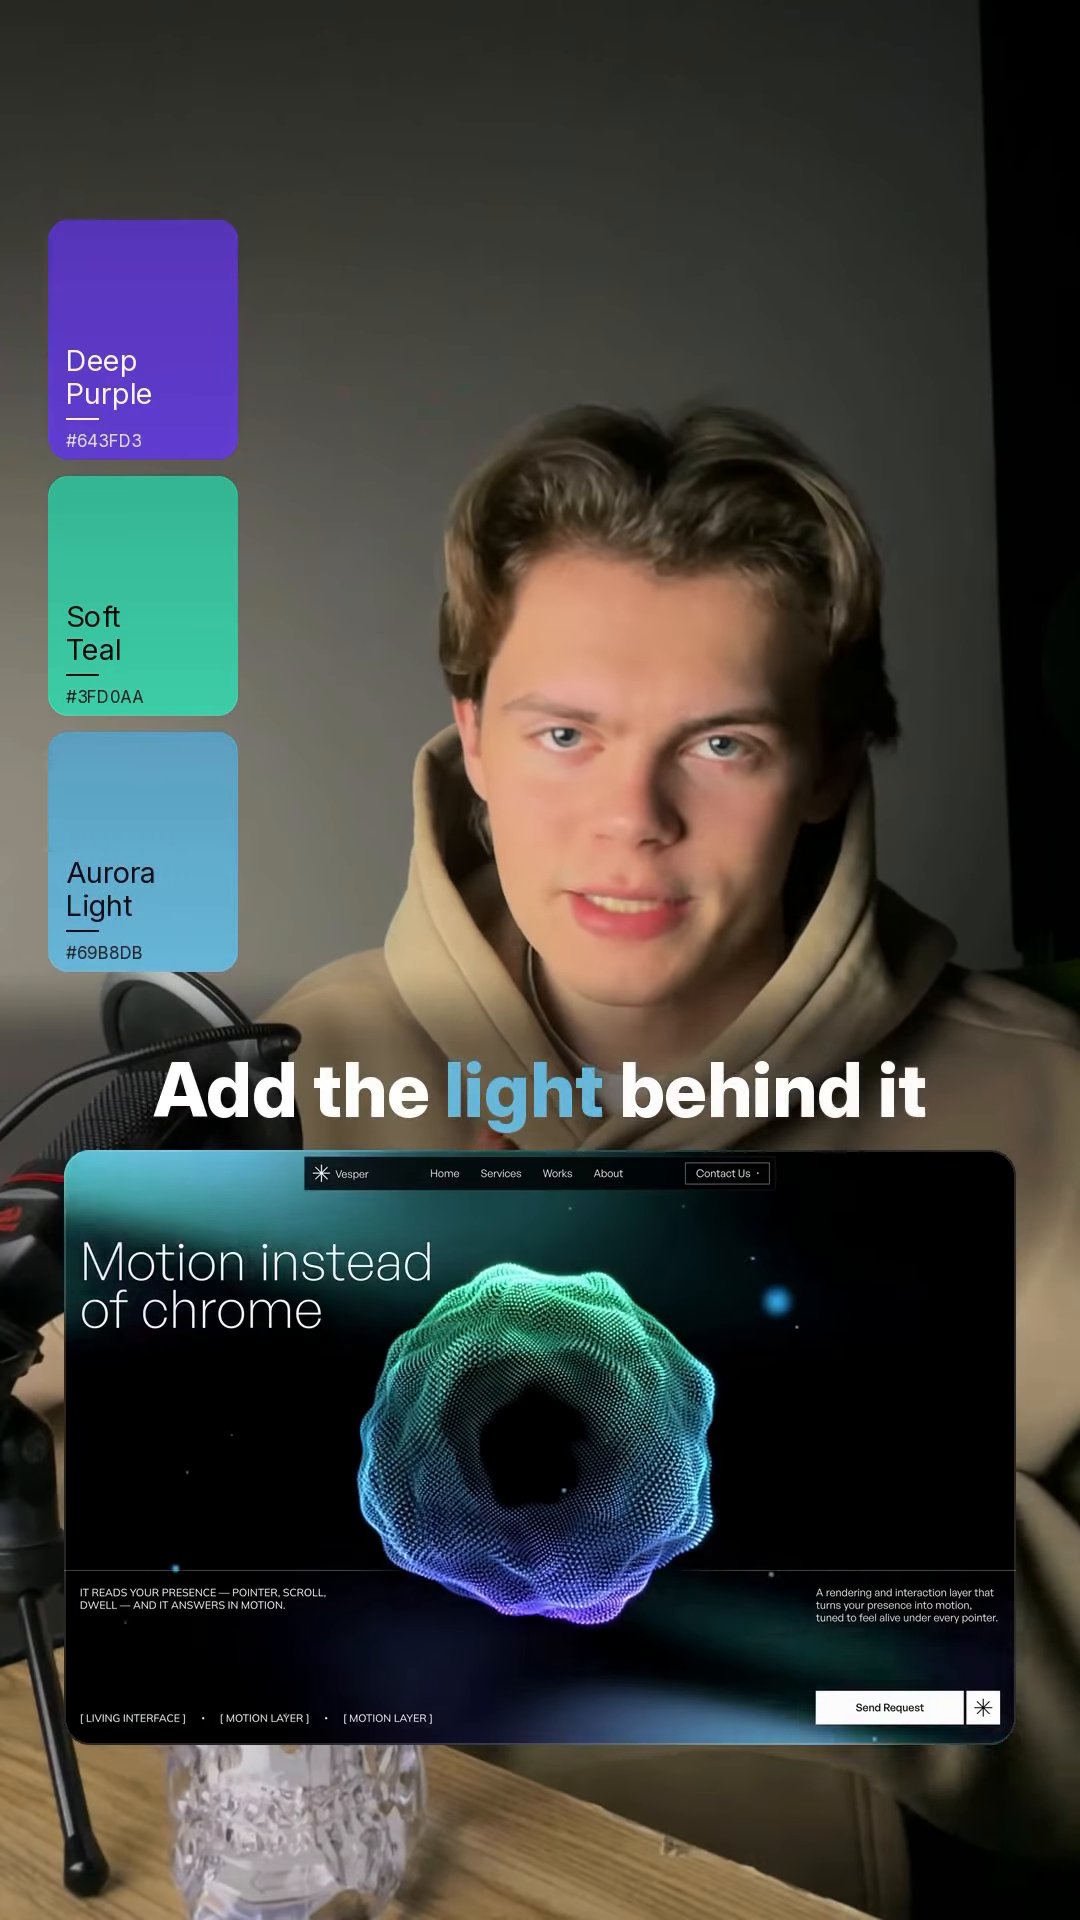 Deep
Purple
#643FD3
Soft
Teal
#3FD0AA
Aurora
Light
#69B8DB
Add the light behind it
Vesper Home Services Works About Contact Us
Motion instead
of chrome
IT READS YOUR PRESENCE — POINTER, SCROLL,
DWELL — AND IT ANSWERS IN MOTION.
A rendering and interaction layer that
turns your presence into motion,
tuned to feel alive under every pointer.
Send Request
[ LIVING INTERFACE ] • [ MOTION LAYER ] • [ MOTION LAYER ]